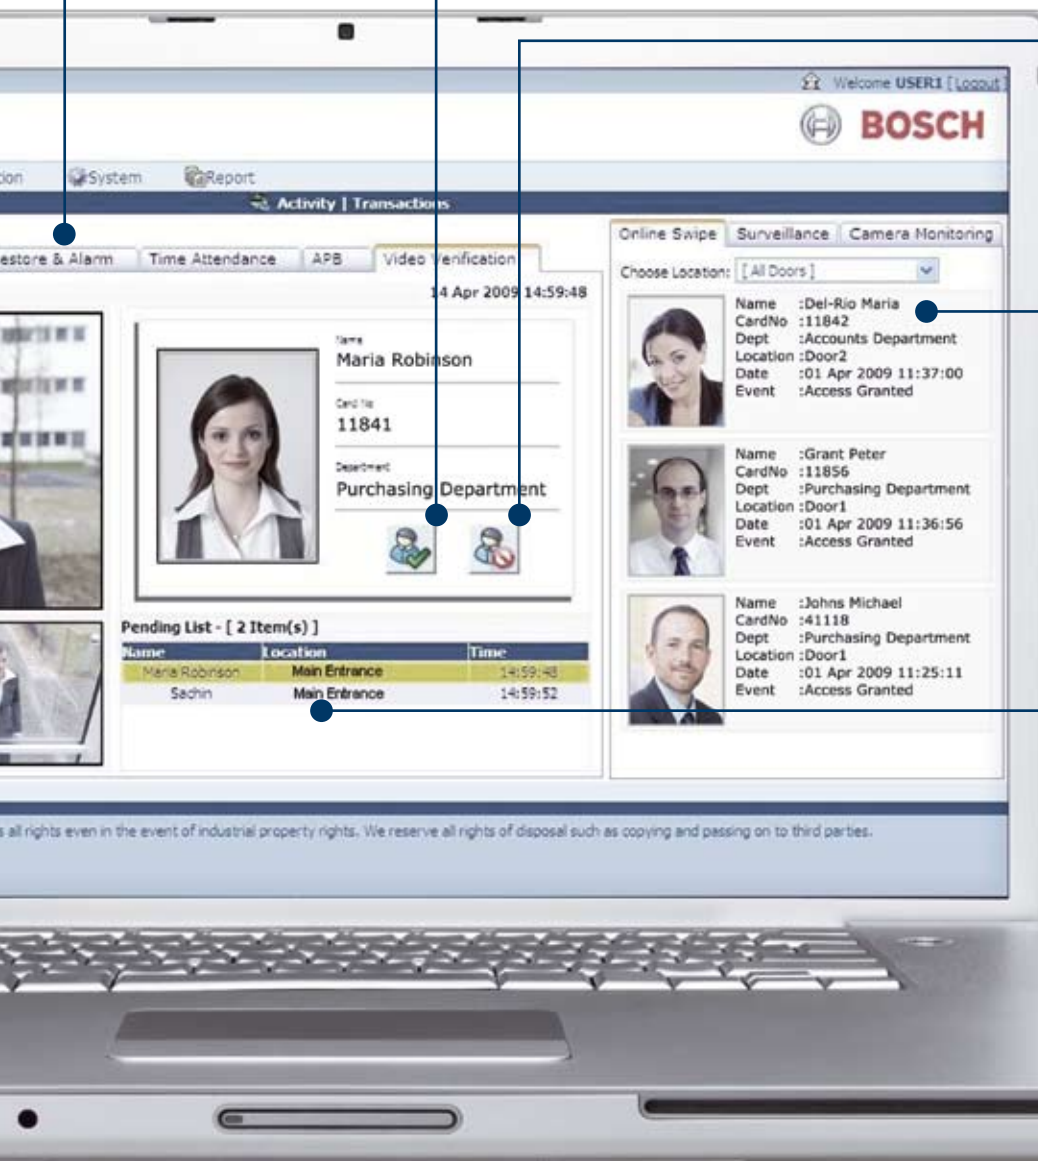 Welcome USER1 [ Logout ]
BOSCH
System Report
Activity | Transactions
estore & Alarm Time Attendance APB Video Verification
14 Apr 2009 14:59:48
Name
Maria Robinson
Card No
11841
Department
Purchasing Department
Pending List - [ 2 Item(s) ]
Name Location Time
Maria Robinson Main Entrance 14:59:48
Sachin Main Entrance 14:59:52
Online Swipe Surveillance Camera Monitoring
Choose Location: [ All Doors ]
Name :Del-Rio Maria
CardNo :11842
Dept :Accounts Department
Location :Door2
Date :01 Apr 2009 11:37:00
Event :Access Granted
Name :Grant Peter
CardNo :11856
Dept :Purchasing Department
Location :Door1
Date :01 Apr 2009 11:36:56
Event :Access Granted
Name :Johns Michael
CardNo :41118
Dept :Purchasing Department
Location :Door1
Date :01 Apr 2009 11:25:11
Event :Access Granted
s all rights even in the event of industrial property rights. We reserve all rights of disposal such as copying and passing on to third parties.